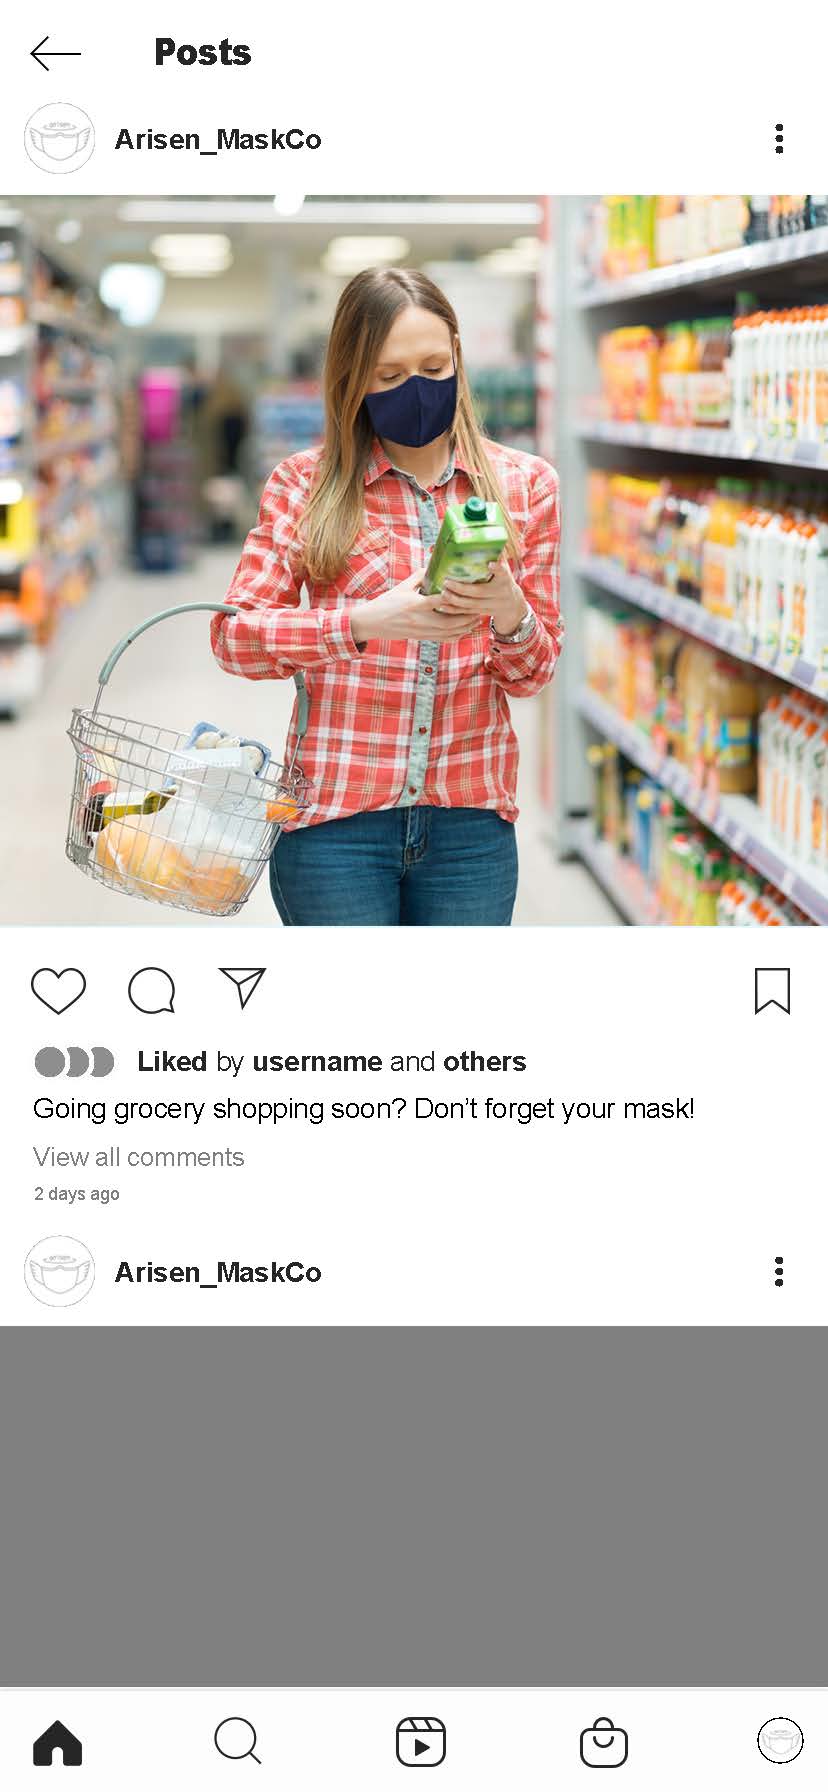 Posts
Arisen_MaskCo
Liked by username and others
Going grocery shopping soon? Don't forget your mask!
View all comments
2 days ago
Arisen_MaskCo